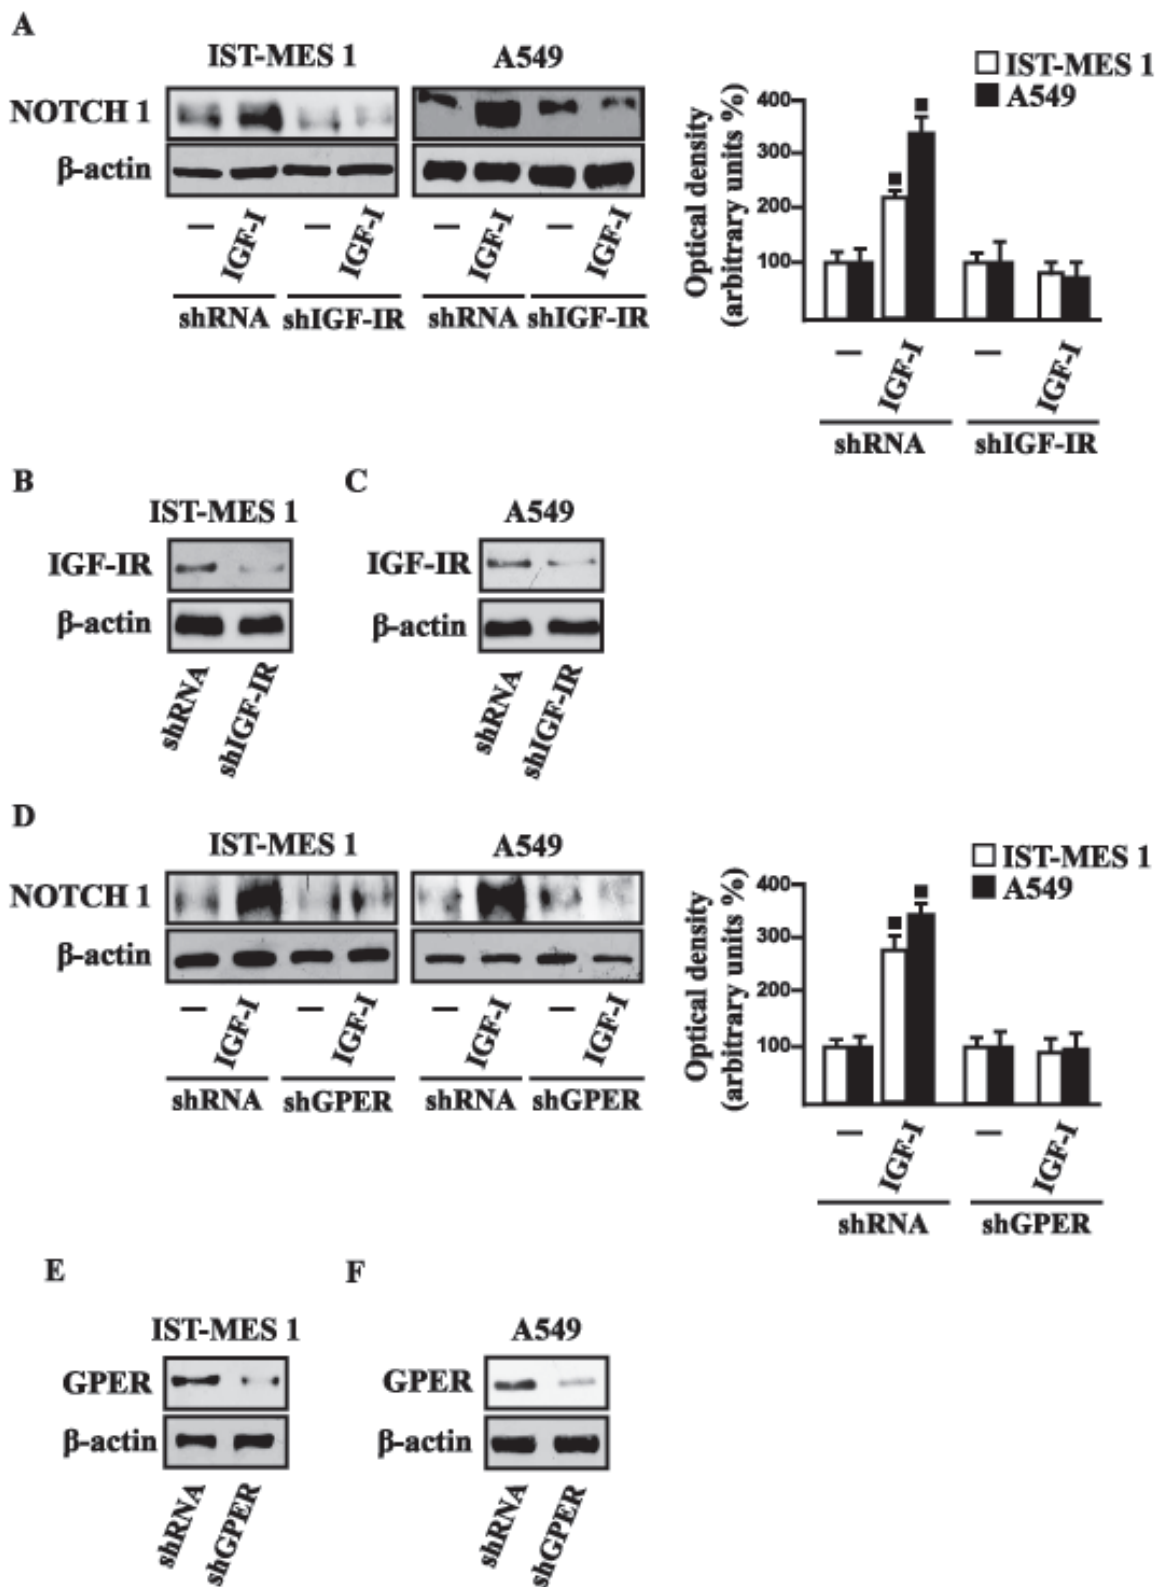 A
IST-MES 1 A549
NOTCH 1
β-actin
— IGF-I — IGF-I — IGF-I — IGF-I
shRNA shIGF-IR shRNA shIGF-IR
IST-MES 1
A549
Optical density
(arbitrary units %)
400
300
200
100
— IGF-I — IGF-I
shRNA shIGF-IR
B C
IST-MES 1 A549
IGF-IR IGF-IR
β-actin β-actin
shRNA shIGF-IR shRNA shIGF-IR
D
IST-MES 1 A549
NOTCH 1
β-actin
— IGF-I — IGF-I — IGF-I — IGF-I
shRNA shGPER shRNA shGPER
IST-MES 1
A549
Optical density
(arbitrary units %)
400
300
200
100
— IGF-I — IGF-I
shRNA shGPER
E F
IST-MES 1 A549
GPER GPER
β-actin β-actin
shRNA shGPER shRNA shGPER